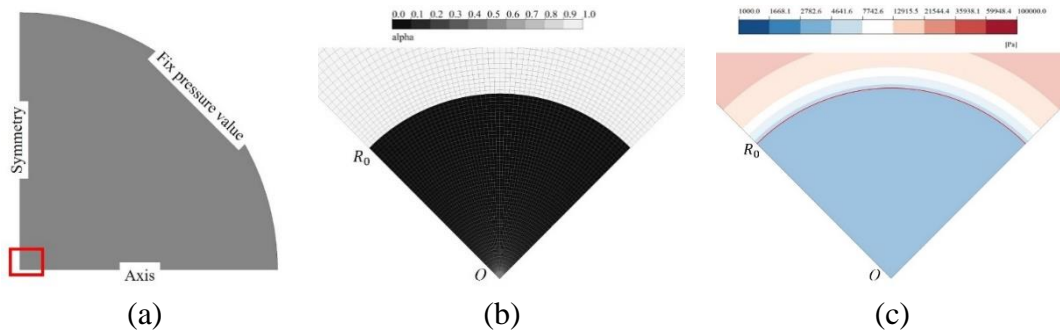 Symmetry
Fix pressure value
Axis
(a)
0.0 0.1 0.2 0.3 0.4 0.5 0.6 0.7 0.8 0.9 1.0
alpha
R₀
O
(b)
1000.0 1668.1 2782.6 4641.6 7742.6 12915.5 21544.4 35938.1 59948.4 100000.0
[Pa]
R₀
O
(c)